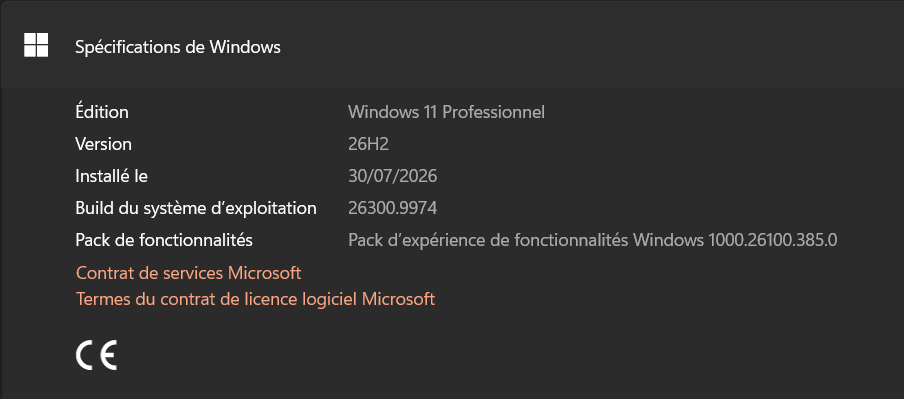 Spécifications de Windows
Édition Windows 11 Professionnel
Version 26H2
Installé le 30/07/2026
Build du système d’exploitation 26300.9974
Pack de fonctionnalités Pack d’expérience de fonctionnalités Windows 1000.26100.385.0
Contrat de services Microsoft
Termes du contrat de licence logiciel Microsoft
CE